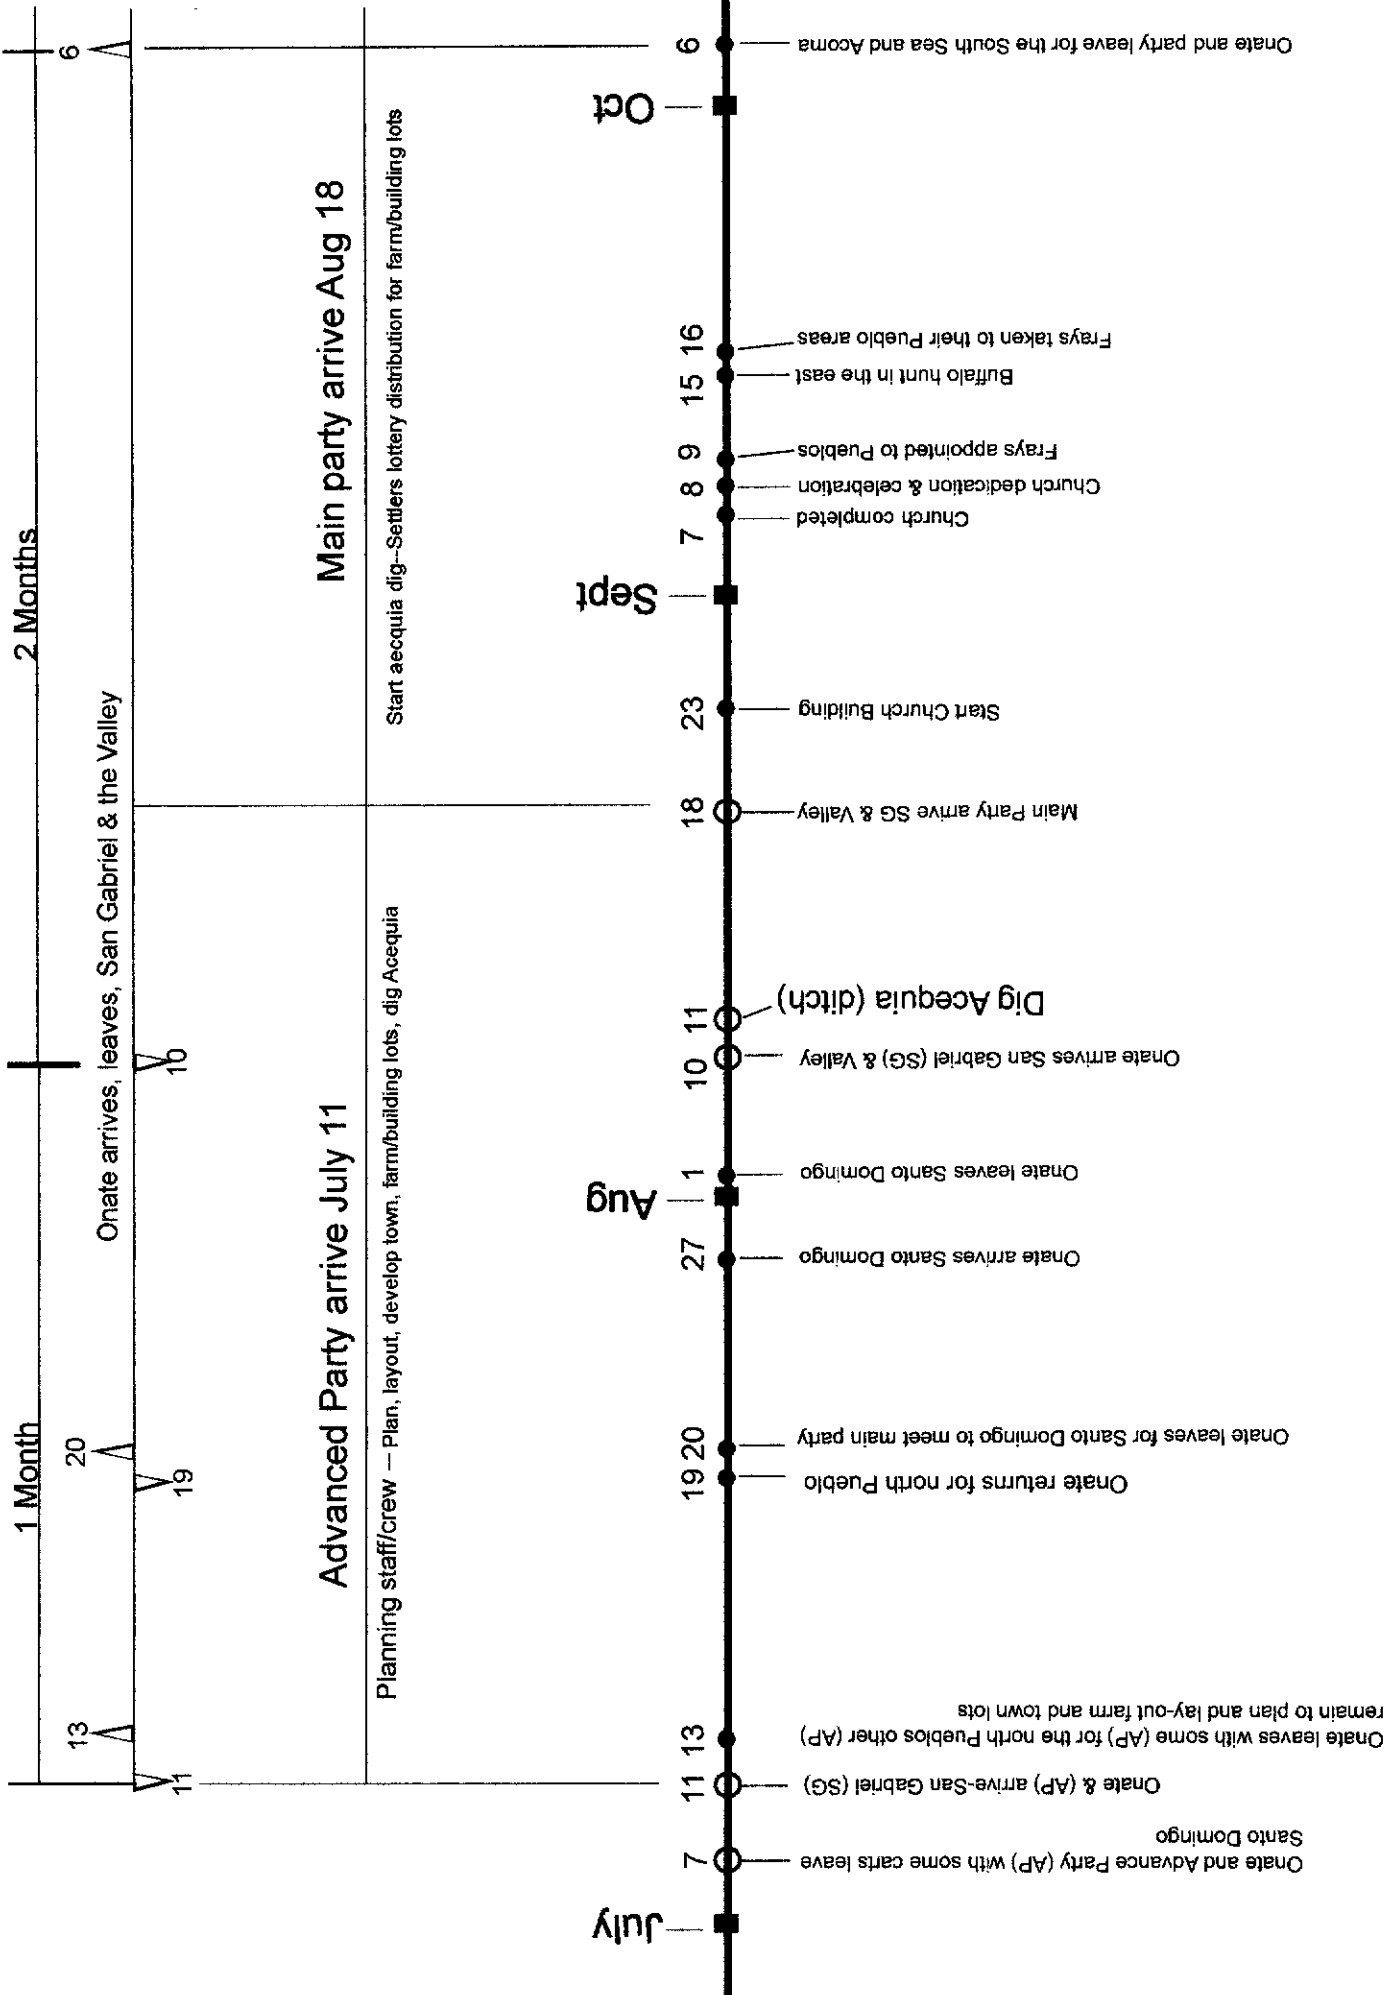 1 Month
2 Months
13
20
6
Onate arrives, leaves, San Gabriel & the Valley
11
19
10
Advanced Party arrive July 11
Main party arrive Aug 18
Planning staff/crew — Plan, layout, develop town, farm/building lots, dig Acequia
Start aecquia dig--Settlers lottery distribution for farm/building lots
July
Aug
Sept
Oct
7
Onate and Advance Party (AP) with some carts leave
Santo Domingo
11
Onate & (AP) arrive-San Gabriel (SG)
13
Onate leaves with some (AP) for the north Pueblos other (AP)
remain to plan and lay-out farm and town lots
19
Onate returns for north Pueblo
20
Onate leaves for Santo Domingo to meet main party
27
Onate arrives Santo Domingo
1
Onate leaves Santo Domingo
10
Onate arrives San Gabriel (SG) & Valley
11
Dig Acequia (ditch)
18
Main Party arrive SG & Valley
23
Start Church Building
7
Church completed
8
Church dedication & celebration
9
Frays appointed to Pueblos
15
Buffalo hunt in the east
16
Frays taken to their Pueblo areas
6
Onate and party leave for the South Sea and Acoma